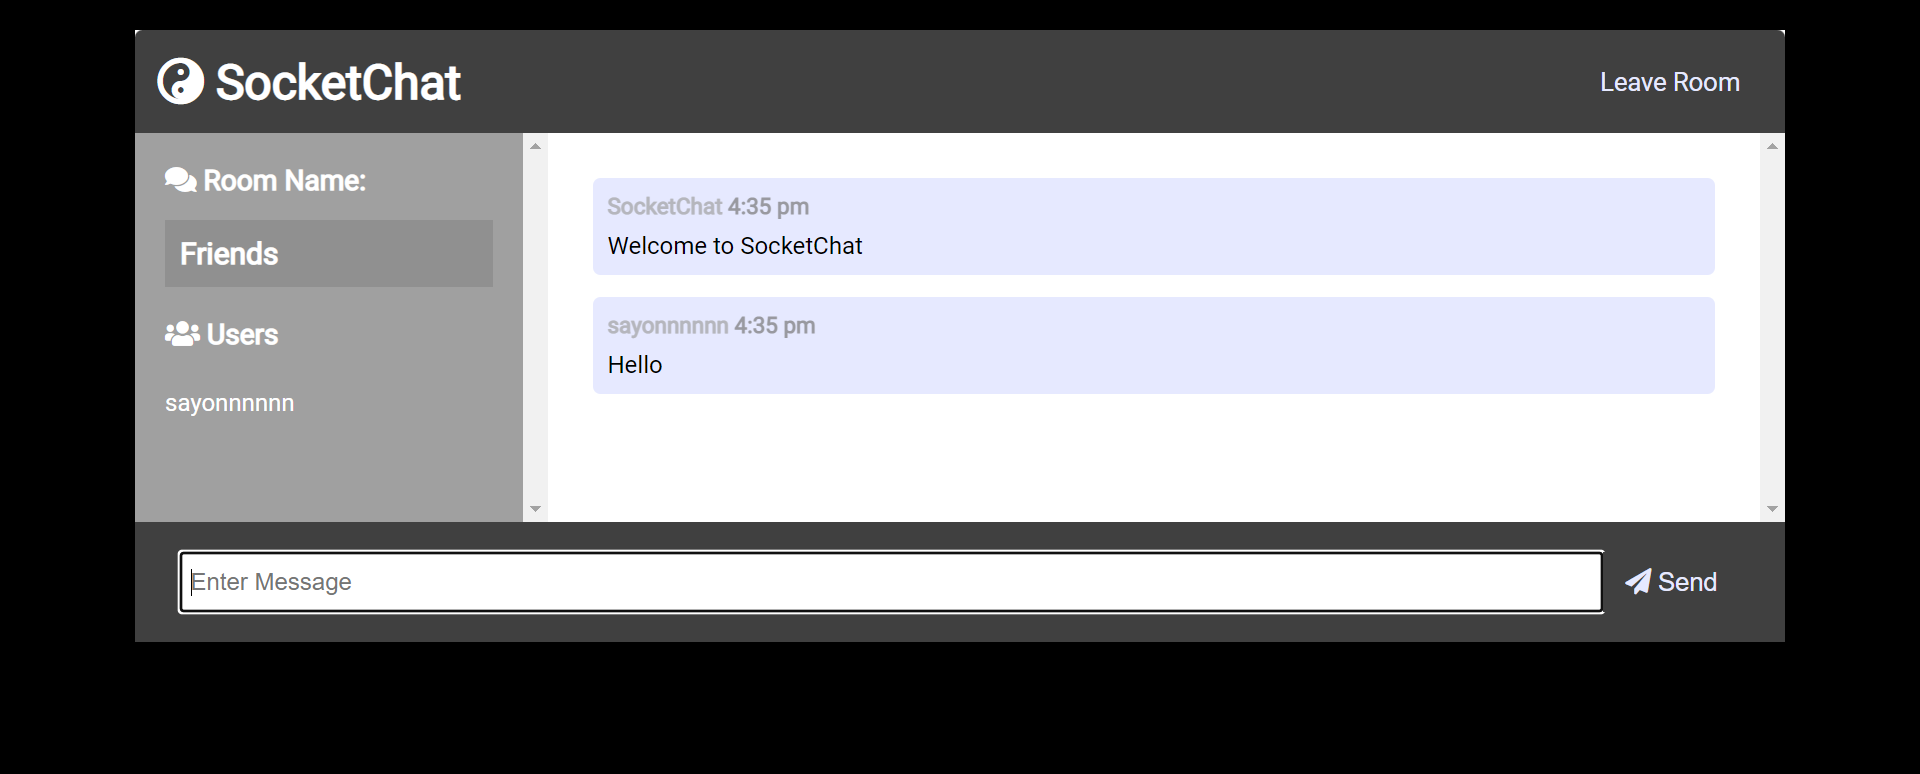 SocketChat
Leave Room
Room Name:
Friends
Users
sayonnnnnn
SocketChat 4:35 pm
Welcome to SocketChat
sayonnnnnn 4:35 pm
Hello
Enter Message
Send